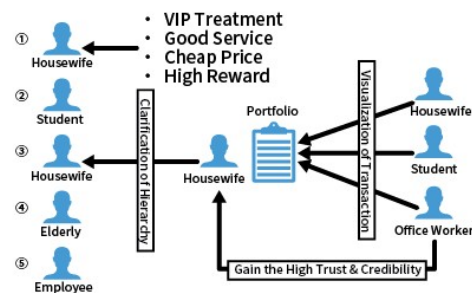 • VIP Treatment
• Good Service
• Cheap Price
• High Reward
①
Housewife
②
Student
③
Housewife
④
Elderly
⑤
Employee
Clarification of Hierarchy
Housewife
Portfolio
Visualization of Transaction
Housewife
Student
Office Worker
Gain the High Trust & Credibility